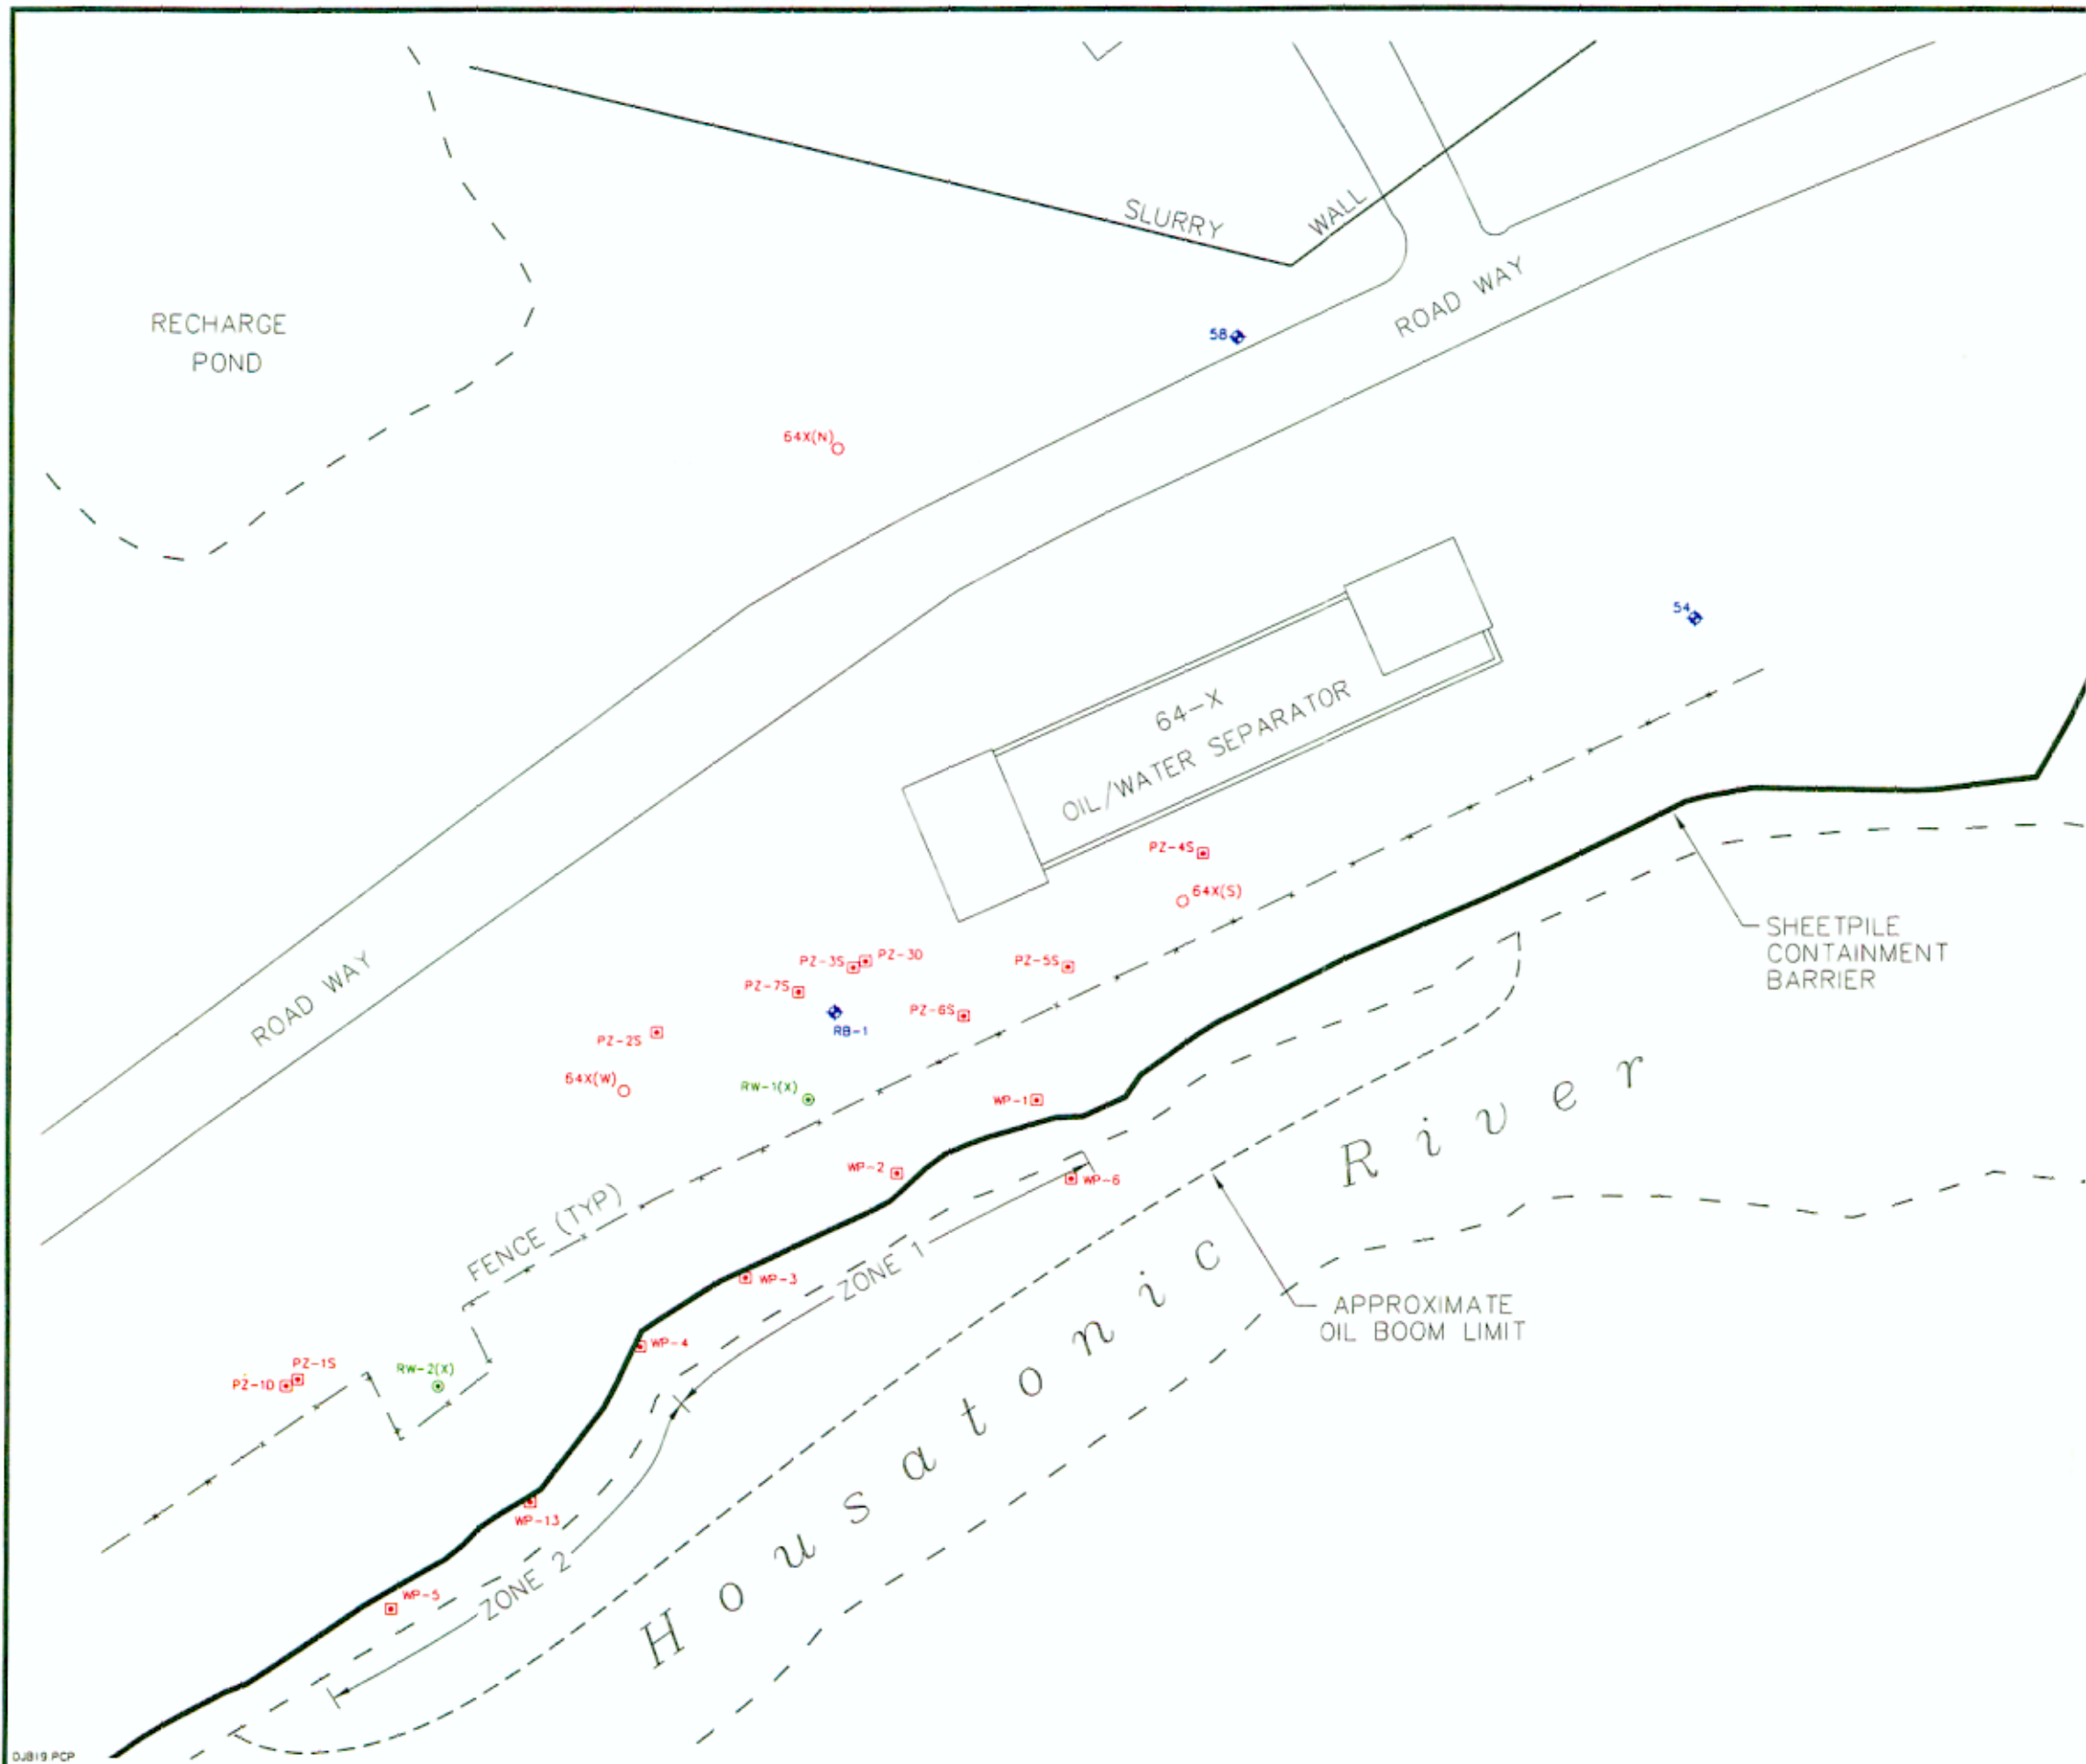 SLURRY
WALL
RECHARGE
POND
ROAD WAY
58
64X(N)
54
64-X
OIL/WATER SEPARATOR
PZ-4S
64X(S)
SHEETPILE
CONTAINMENT
BARRIER
PZ-3S
PZ-3D
PZ-5S
PZ-7S
PZ-6S
RB-1
PZ-2S
ROAD WAY
64X(W)
RW-1(X)
WP-1
WP-2
WP-6
FENCE (TYP)
ZONE 1
WP-3
Housatonic River
APPROXIMATE
OIL BOOM LIMIT
WP-4
PZ-1S
PZ-1D
RW-2(X)
WP-13
ZONE 2
WP-5
DJ819 PCP